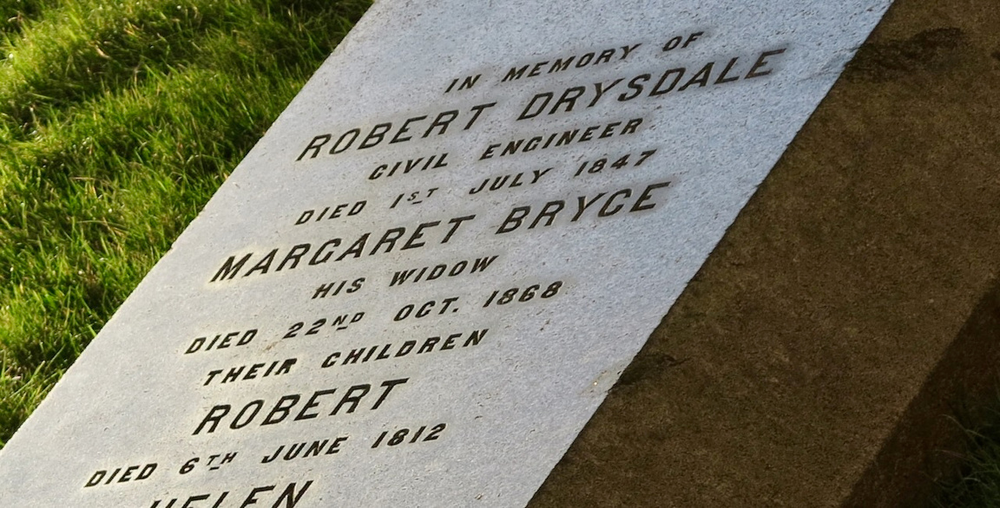 IN MEMORY OF
ROBERT DRYSDALE
CIVIL ENGINEER
DIED 1ST JULY 1847
MARGARET BRYCE
HIS WIDOW
DIED 22ND OCT. 1868
THEIR CHILDREN
ROBERT
DIED 6TH JUNE 1812
HELEN